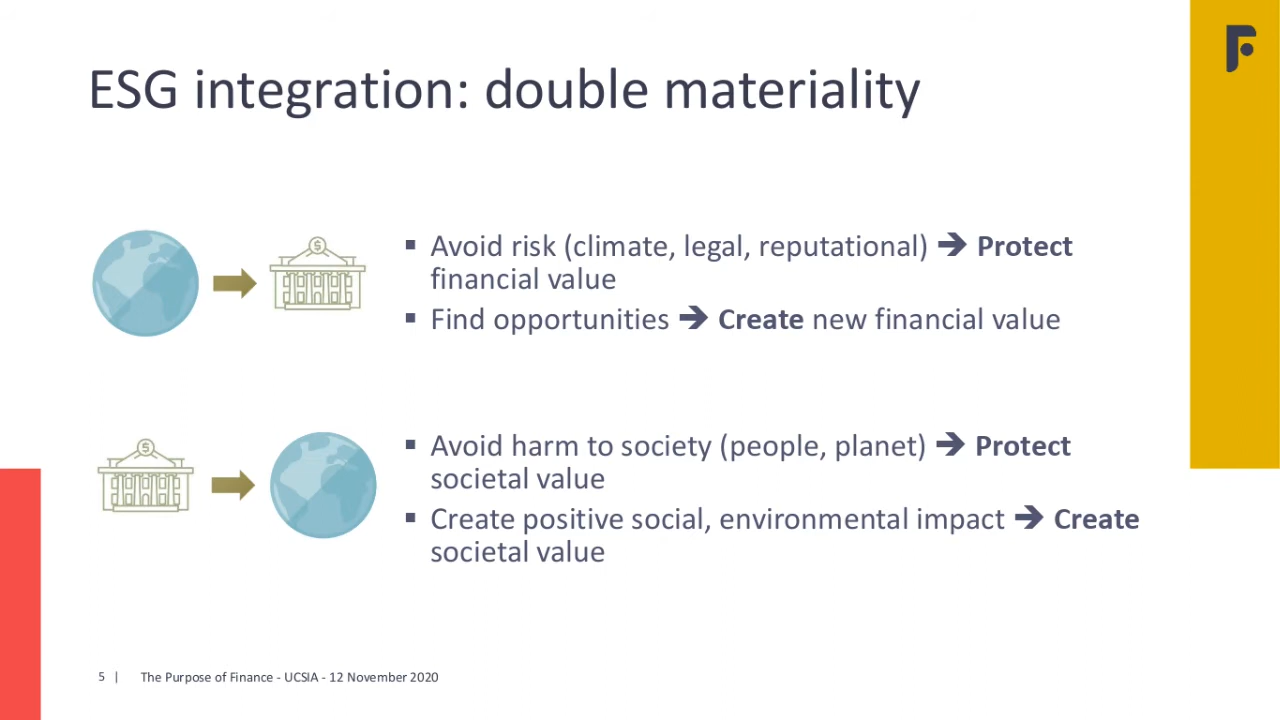 ESG integration: double materiality
▪ Avoid risk (climate, legal, reputational) ➔ Protect
financial value
▪ Find opportunities ➔ Create new financial value
▪ Avoid harm to society (people, planet) ➔ Protect
societal value
▪ Create positive social, environmental impact ➔ Create
societal value
5 | The Purpose of Finance - UCSIA - 12 November 2020